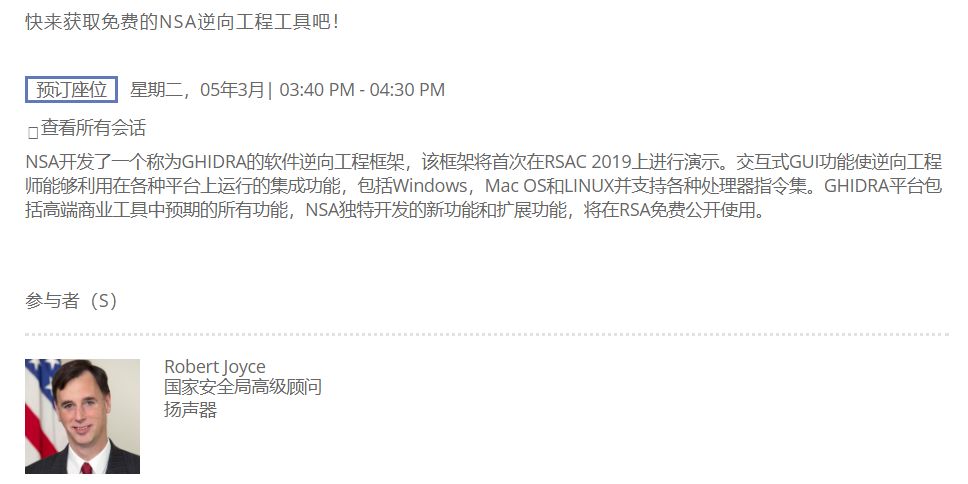 快来获取免费的NSA逆向工程工具吧！
预订座位 星期二，05年3月| 03:40 PM - 04:30 PM
查看所有会话
NSA开发了一个称为GHIDRA的软件逆向工程框架，该框架将首次在RSAC 2019上进行演示。交互式GUI功能使逆向工程
师能够利用在各种平台上运行的集成功能，包括Windows，Mac OS和LINUX并支持各种处理器指令集。GHIDRA平台包
括高端商业工具中预期的所有功能，NSA独特开发的新功能和扩展功能，将在RSA免费公开使用。
参与者（S）
Robert Joyce
国家安全局高级顾问
扬声器